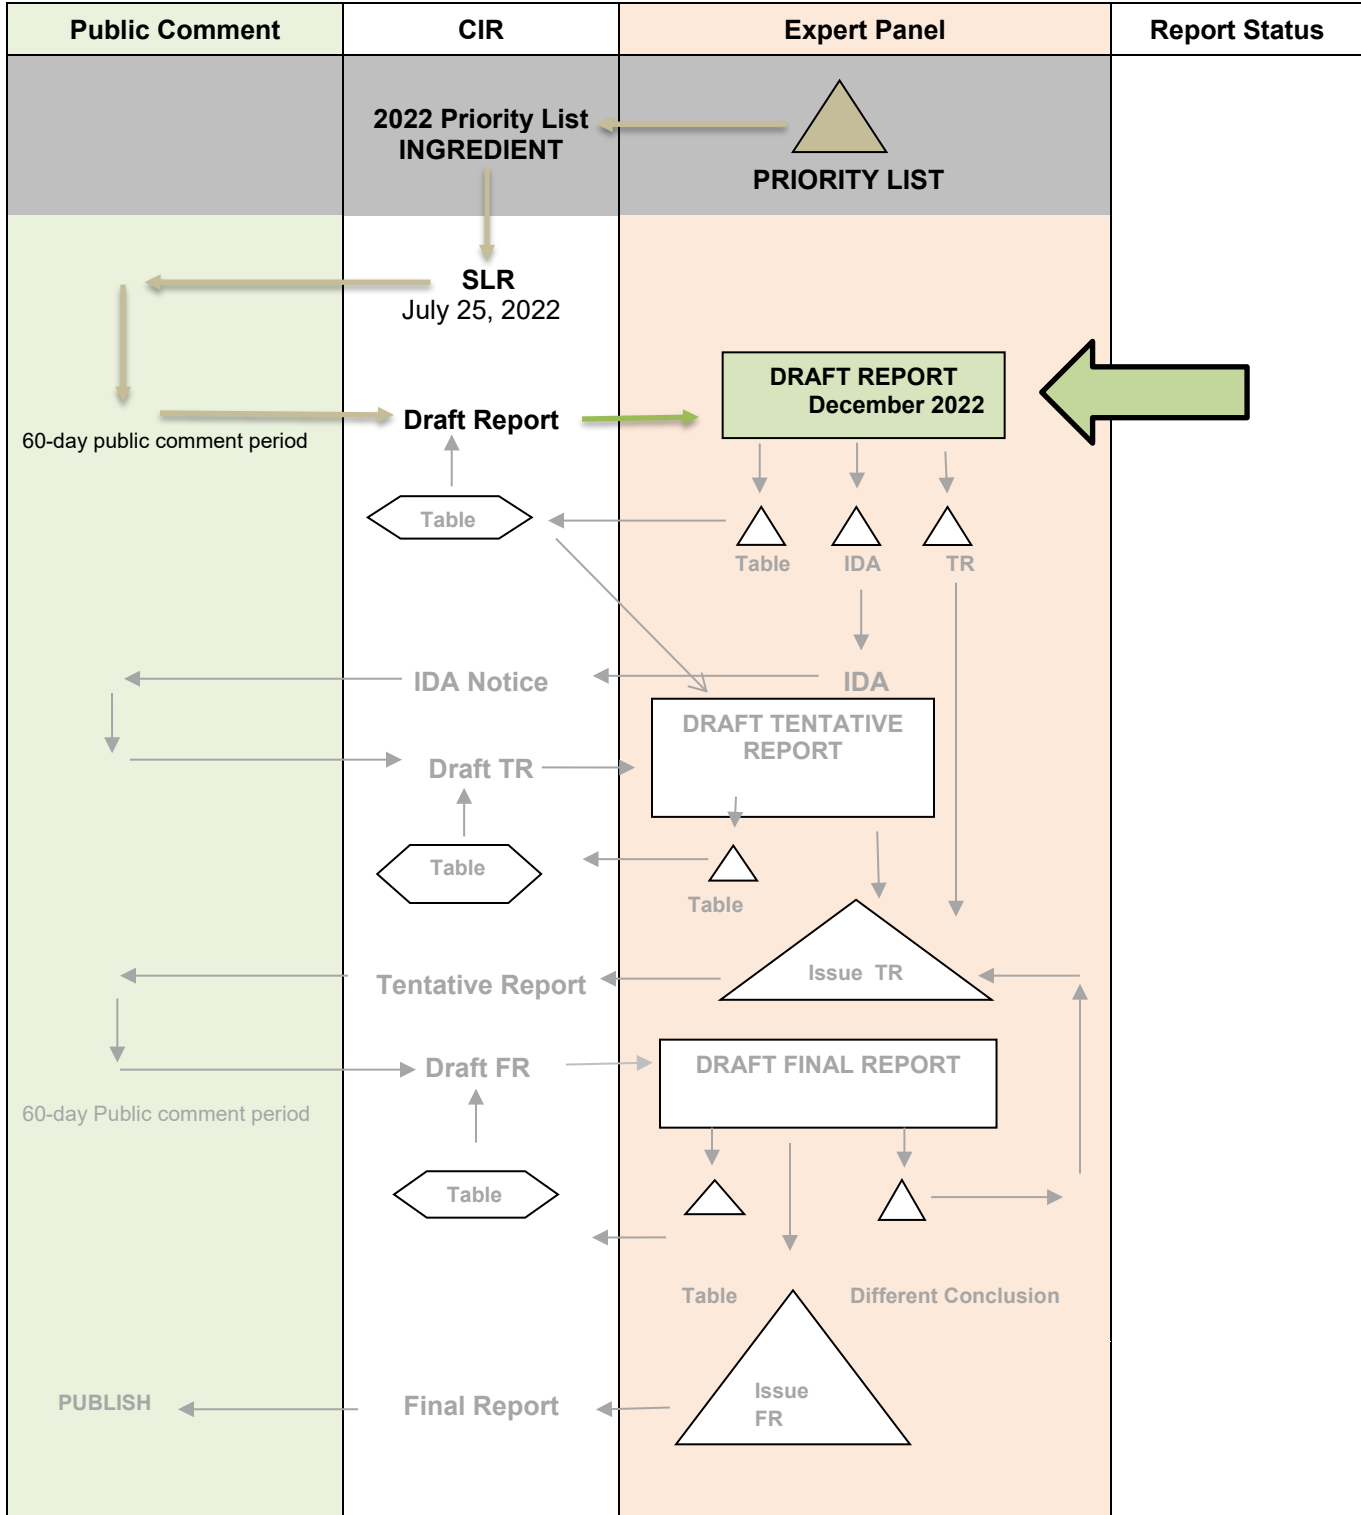 Public Comment
CIR
Expert Panel
Report Status
2022 Priority List
INGREDIENT
PRIORITY LIST
SLR
July 25, 2022
DRAFT REPORT
December 2022
Draft Report
60-day public comment period
Table
Table
IDA
TR
IDA Notice
IDA
DRAFT TENTATIVE
REPORT
Draft TR
Table
Table
Issue TR
Tentative Report
Draft FR
DRAFT FINAL REPORT
60-day Public comment period
Table
Table
Different Conclusion
PUBLISH
Final Report
Issue
FR